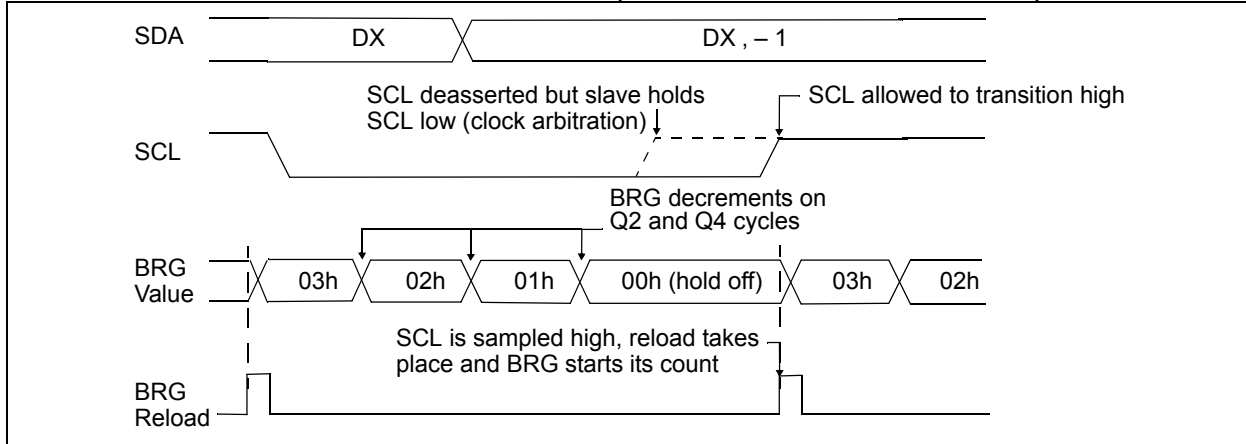 SDA
DX
DX , – 1
SCL deasserted but slave holds
SCL low (clock arbitration)
SCL allowed to transition high
SCL
BRG decrements on
Q2 and Q4 cycles
BRG
Value
03h
02h
01h
00h (hold off)
03h
02h
SCL is sampled high, reload takes
place and BRG starts its count
BRG
Reload